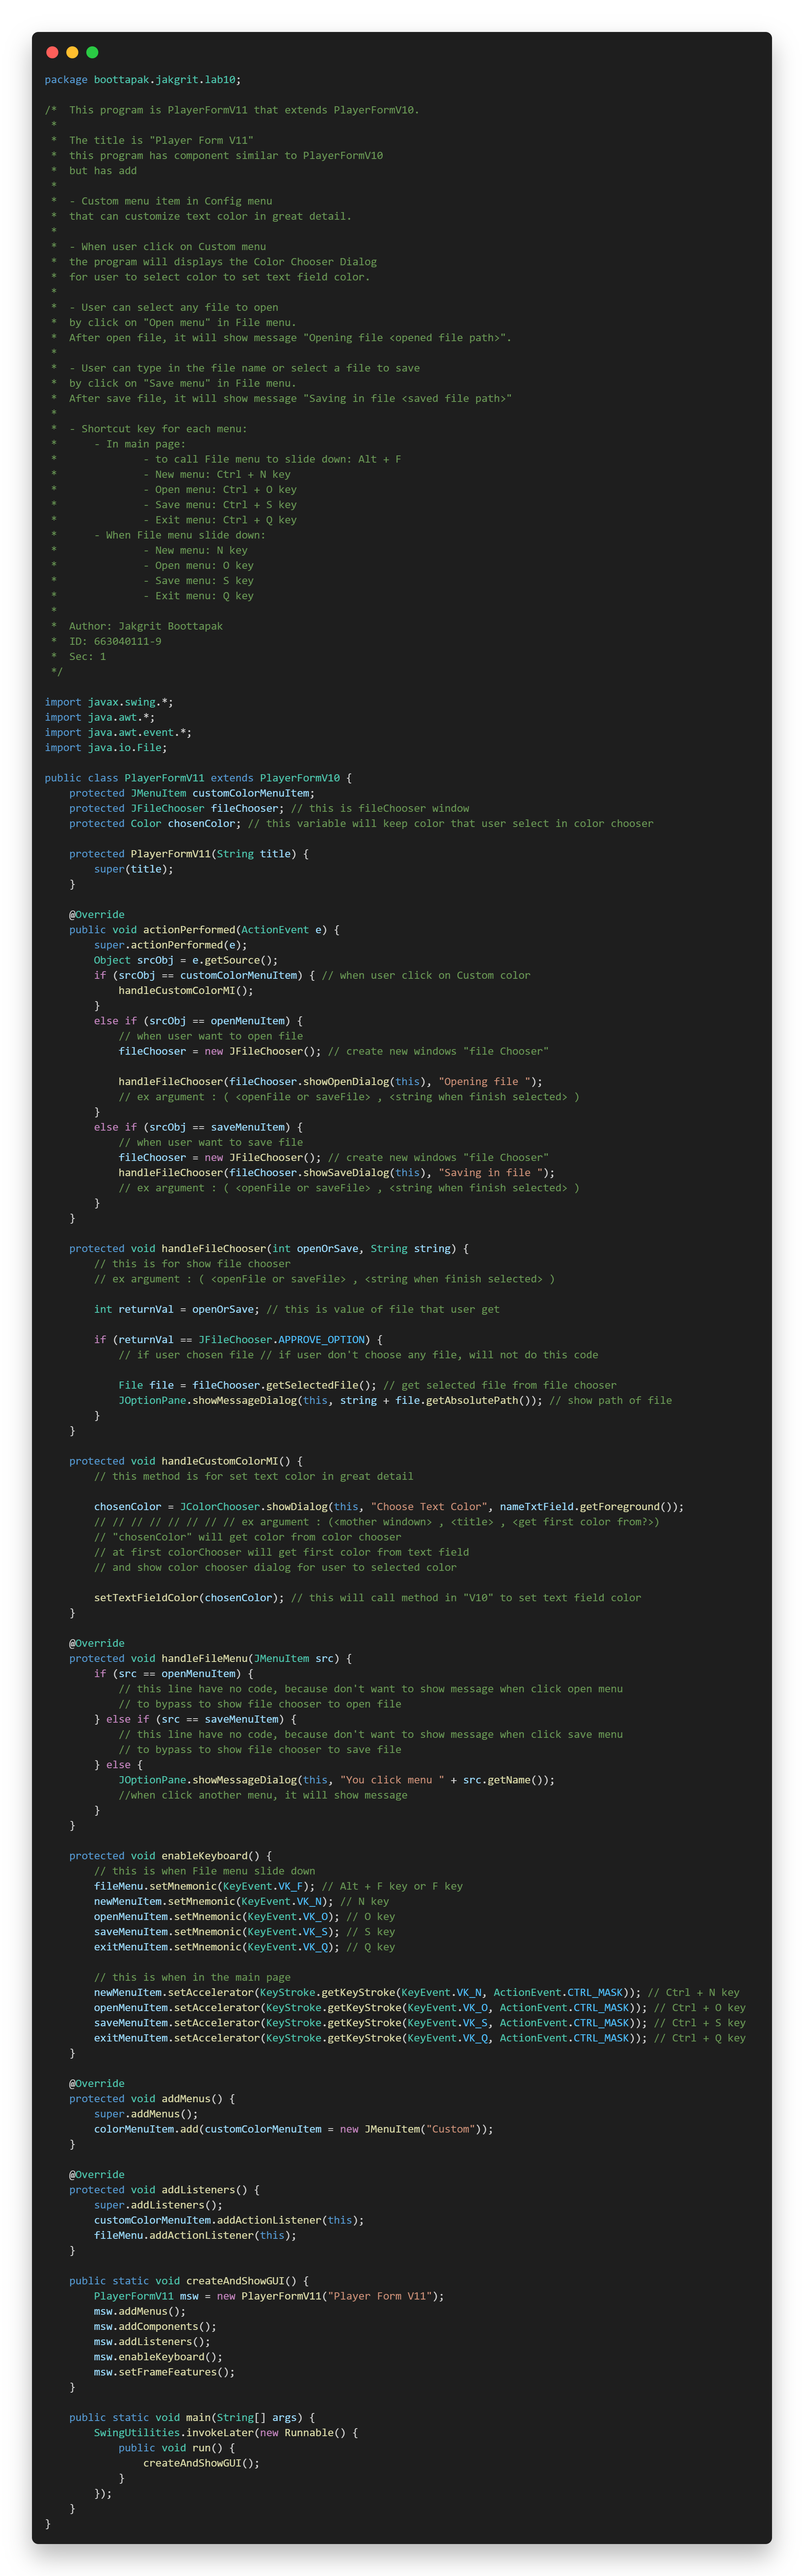 package boottapak.jakgrit.lab10;

/*  This program is PlayerFormV11 that extends PlayerFormV10.
 *
 *  The title is "Player Form V11"
 *  this program has component similar to PlayerFormV10
 *  but has add
 *
 *  - Custom menu item in Config menu
 *  that can customize text color in great detail.
 *
 *  - When user click on Custom menu
 *  the program will displays the Color Chooser Dialog
 *  for user to select color to set text field color.
 *
 *  - User can select any file to open
 *  by click on "Open menu" in File menu.
 *  After open file, it will show message "Opening file <opened file path>".
 *
 *  - User can type in the file name or select a file to save
 *  by click on "Save menu" in File menu.
 *  After save file, it will show message "Saving in file <saved file path>"
 *
 *  - Shortcut key for each menu:
 *      - In main page:
 *              - to call File menu to slide down: Alt + F
 *              - New menu: Ctrl + N key
 *              - Open menu: Ctrl + O key
 *              - Save menu: Ctrl + S key
 *              - Exit menu: Ctrl + Q key
 *      - When File menu slide down:
 *              - New menu: N key
 *              - Open menu: O key
 *              - Save menu: S key
 *              - Exit menu: Q key
 *
 *  Author: Jakgrit Boottapak
 *  ID: 663040111-9
 *  Sec: 1
 */

import javax.swing.*;
import java.awt.*;
import java.awt.event.*;
import java.io.File;

public class PlayerFormV11 extends PlayerFormV10 {
    protected JMenuItem customColorMenuItem;
    protected JFileChooser fileChooser; // this is fileChooser window
    protected Color chosenColor; // this variable will keep color that user select in color chooser

    protected PlayerFormV11(String title) {
        super(title);
    }

    @Override
    public void actionPerformed(ActionEvent e) {
        super.actionPerformed(e);
        Object srcObj = e.getSource();
        if (srcObj == customColorMenuItem) { // when user click on Custom color
            handleCustomColorMI();
        }
        else if (srcObj == openMenuItem) {
            // when user want to open file
            fileChooser = new JFileChooser(); // create new windows "file Chooser"

            handleFileChooser(fileChooser.showOpenDialog(this), "Opening file ");
            // ex argument : ( <openFile or saveFile> , <string when finish selected> )
        }
        else if (srcObj == saveMenuItem) {
            // when user want to save file
            fileChooser = new JFileChooser(); // create new windows "file Chooser"
            handleFileChooser(fileChooser.showSaveDialog(this), "Saving in file ");
            // ex argument : ( <openFile or saveFile> , <string when finish selected> )
        }
    }

    protected void handleFileChooser(int openOrSave, String string) {
        // this is for show file chooser
        // ex argument : ( <openFile or saveFile> , <string when finish selected> )

        int returnVal = openOrSave; // this is value of file that user get

        if (returnVal == JFileChooser.APPROVE_OPTION) {
            // if user chosen file // if user don't choose any file, will not do this code

            File file = fileChooser.getSelectedFile(); // get selected file from file chooser
            JOptionPane.showMessageDialog(this, string + file.getAbsolutePath()); // show path of file
        }
    }

    protected void handleCustomColorMI() {
        // this method is for set text color in great detail

        chosenColor = JColorChooser.showDialog(this, "Choose Text Color", nameTxtField.getForeground());
        // // // // // // // // // ex argument : (<mother windown> , <title> , <get first color from?>)
        // "chosenColor" will get color from color chooser
        // at first colorChooser will get first color from text field
        // and show color chooser dialog for user to selected color

        setTextFieldColor(chosenColor); // this will call method in "V10" to set text field color
    }

    @Override
    protected void handleFileMenu(JMenuItem src) {
        if (src == openMenuItem) {
            // this line have no code, because don't want to show message when click open menu
            // to bypass to show file chooser to open file
        } else if (src == saveMenuItem) {
            // this line have no code, because don't want to show message when click save menu
            // to bypass to show file chooser to save file
        } else {
            JOptionPane.showMessageDialog(this, "You click menu " + src.getName());
            //when click another menu, it will show message
        }
    }

    protected void enableKeyboard() {
        // this is when File menu slide down
        fileMenu.setMnemonic(KeyEvent.VK_F); // Alt + F key or F key
        newMenuItem.setMnemonic(KeyEvent.VK_N); // N key
        openMenuItem.setMnemonic(KeyEvent.VK_O); // O key
        saveMenuItem.setMnemonic(KeyEvent.VK_S); // S key
        exitMenuItem.setMnemonic(KeyEvent.VK_Q); // Q key

        // this is when in the main page
        newMenuItem.setAccelerator(KeyStroke.getKeyStroke(KeyEvent.VK_N, ActionEvent.CTRL_MASK)); // Ctrl + N key
        openMenuItem.setAccelerator(KeyStroke.getKeyStroke(KeyEvent.VK_O, ActionEvent.CTRL_MASK)); // Ctrl + O key
        saveMenuItem.setAccelerator(KeyStroke.getKeyStroke(KeyEvent.VK_S, ActionEvent.CTRL_MASK)); // Ctrl + S key
        exitMenuItem.setAccelerator(KeyStroke.getKeyStroke(KeyEvent.VK_Q, ActionEvent.CTRL_MASK)); // Ctrl + Q key
    }

    @Override
    protected void addMenus() {
        super.addMenus();
        colorMenuItem.add(customColorMenuItem = new JMenuItem("Custom"));
    }

    @Override
    protected void addListeners() {
        super.addListeners();
        customColorMenuItem.addActionListener(this);
        fileMenu.addActionListener(this);
    }

    public static void createAndShowGUI() {
        PlayerFormV11 msw = new PlayerFormV11("Player Form V11");
        msw.addMenus();
        msw.addComponents();
        msw.addListeners();
        msw.enableKeyboard();
        msw.setFrameFeatures();
    }

    public static void main(String[] args) {
        SwingUtilities.invokeLater(new Runnable() {
            public void run() {
                createAndShowGUI();
            }
        });
    }
}